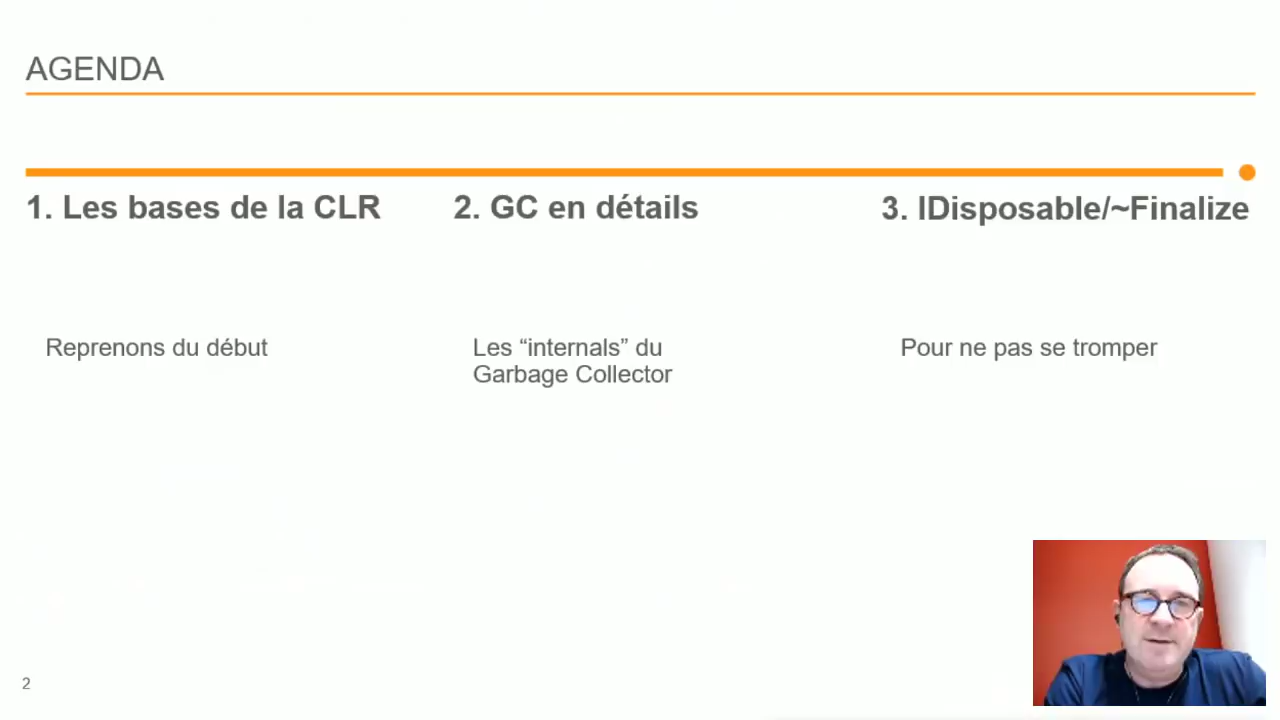 AGENDA
1. Les bases de la CLR
2. GC en détails
3. IDisposable/~Finalize
Reprenons du début
Les “internals” du
Garbage Collector
Pour ne pas se tromper
2